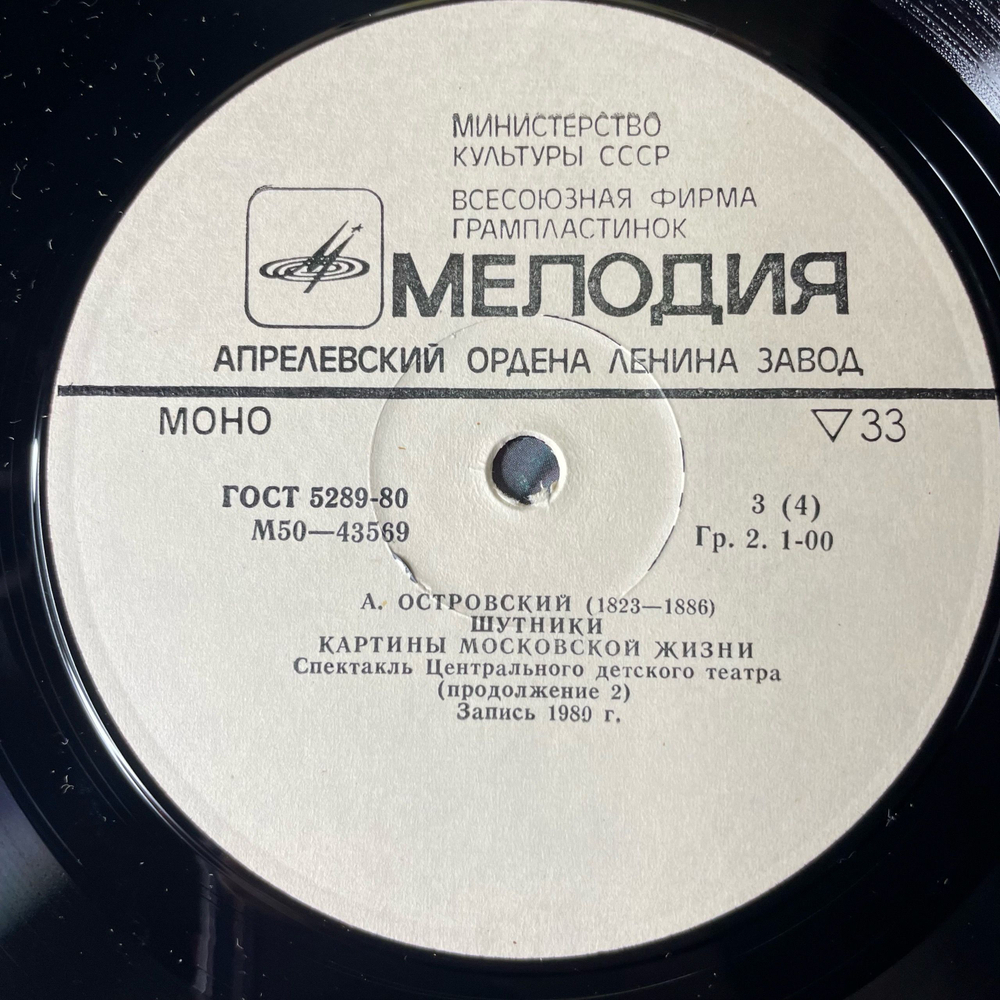 МИНИСТЕРСТВО
КУЛЬТУРЫ СССР
ВСЕСОЮЗНАЯ ФИРМА
ГРАМПЛАСТИНОК
МЕЛОДИЯ
АПРЕЛЕВСКИЙ ОРДЕНА ЛЕНИНА ЗАВОД
МОНО ▽33
ГОСТ 5289-80 3 (4)
М50—43569 Гр. 2. 1-00
А. ОСТРОВСКИЙ (1823—1886)
ШУТНИКИ
КАРТИНЫ МОСКОВСКОЙ ЖИЗНИ
Спектакль Центрального детского театра
(продолжение 2)
Запись 1980 г.